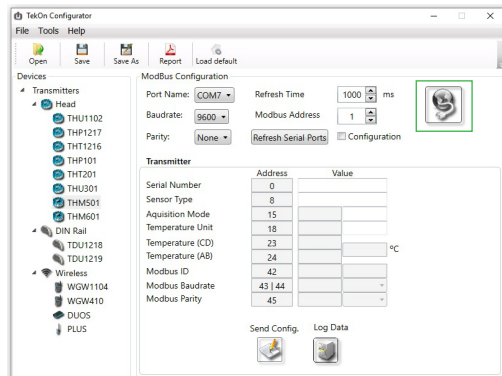 TekOn Configurator
File Tools Help
Open Save Save As Report Load default
Devices
Transmitters
Head
THU1102
THP1217
THT1216
THP101
THT201
THU301
THM501
THM601
DIN Rail
TDU1218
TDU1219
Wireless
WGW1104
WGW410
DUOS
PLUS
ModBus Configuration
Port Name: COM7 Refresh Time 1000 ms
Baudrate: 9600 Modbus Address 1
Parity: None Refresh Serial Ports Configuration
Transmitter
Address Value
Serial Number 0
Sensor Type 8
Aquisition Mode 15
Temperature Unit 18
Temperature (CD) 23 ºC
Temperature (AB) 24
Modbus ID 42
Modbus Baudrate 43 | 44
Modbus Parity 45
Send Config. Log Data